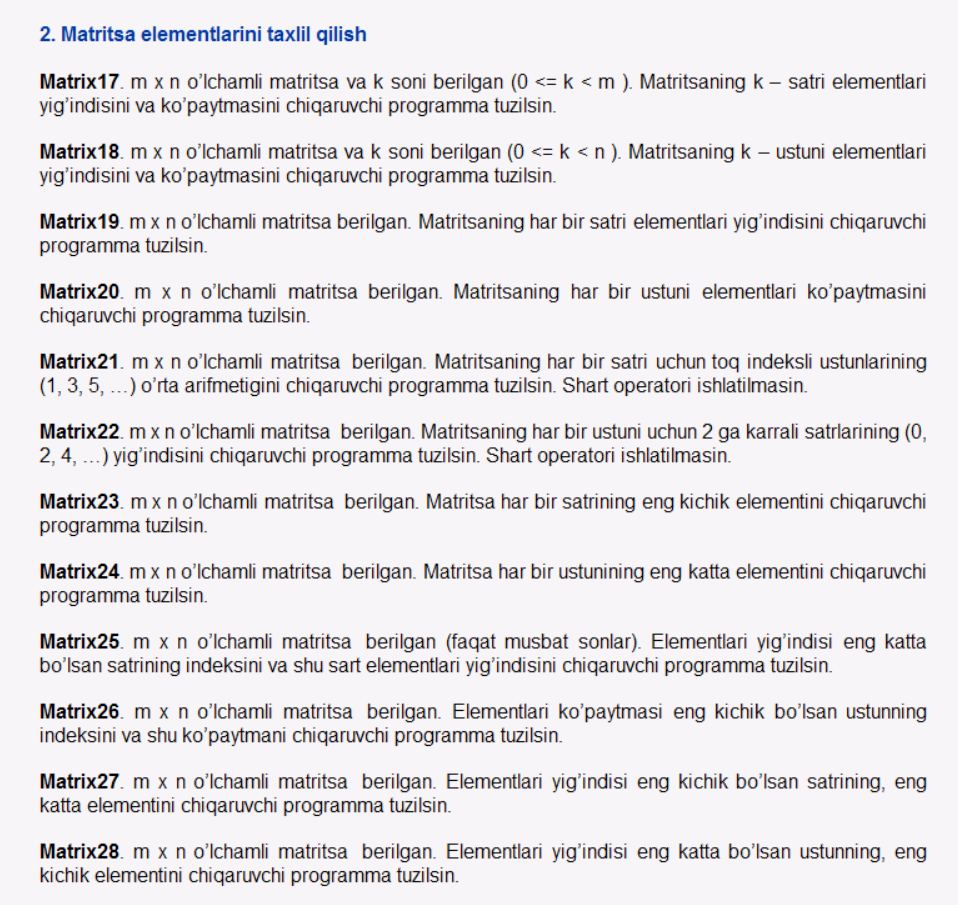 2. Matritsa elementlarini taxlil qilish
Matrix17. m x n o’lchamli matritsa va k soni berilgan (0 <= k < m ). Matritsaning k – satri elementlari
yig’indisini va ko’paytmasini chiqaruvchi programma tuzilsin.
Matrix18. m x n o’lchamli matritsa va k soni berilgan (0 <= k < n ). Matritsaning k – ustuni elementlari
yig’indisini va ko’paytmasini chiqaruvchi programma tuzilsin.
Matrix19. m x n o’lchamli matritsa berilgan. Matritsaning har bir satri elementlari yig’indisini chiqaruvchi
programma tuzilsin.
Matrix20. m x n o’lchamli matritsa berilgan. Matritsaning har bir ustuni elementlari ko’paytmasini
chiqaruvchi programma tuzilsin.
Matrix21. m x n o’lchamli matritsa berilgan. Matritsaning har bir satri uchun toq indeksli ustunlarining
(1, 3, 5, …) o’rta arifmetigini chiqaruvchi programma tuzilsin. Shart operatori ishlatilmasin.
Matrix22. m x n o’lchamli matritsa berilgan. Matritsaning har bir ustuni uchun 2 ga karrali satrlarining (0,
2, 4, …) yig’indisini chiqaruvchi programma tuzilsin. Shart operatori ishlatilmasin.
Matrix23. m x n o’lchamli matritsa berilgan. Matritsa har bir satrining eng kichik elementini chiqaruvchi
programma tuzilsin.
Matrix24. m x n o’lchamli matritsa berilgan. Matritsa har bir ustunining eng katta elementini chiqaruvchi
programma tuzilsin.
Matrix25. m x n o’lchamli matritsa berilgan (faqat musbat sonlar). Elementlari yig’indisi eng katta
bo’lsan satrining indeksini va shu sart elementlari yig’indisini chiqaruvchi programma tuzilsin.
Matrix26. m x n o’lchamli matritsa berilgan. Elementlari ko’paytmasi eng kichik bo’lsan ustunning
indeksini va shu ko’paytmani chiqaruvchi programma tuzilsin.
Matrix27. m x n o’lchamli matritsa berilgan. Elementlari yig’indisi eng kichik bo’lsan satrining, eng
katta elementini chiqaruvchi programma tuzilsin.
Matrix28. m x n o’lchamli matritsa berilgan. Elementlari yig’indisi eng katta bo’lsan ustunning, eng
kichik elementini chiqaruvchi programma tuzilsin.